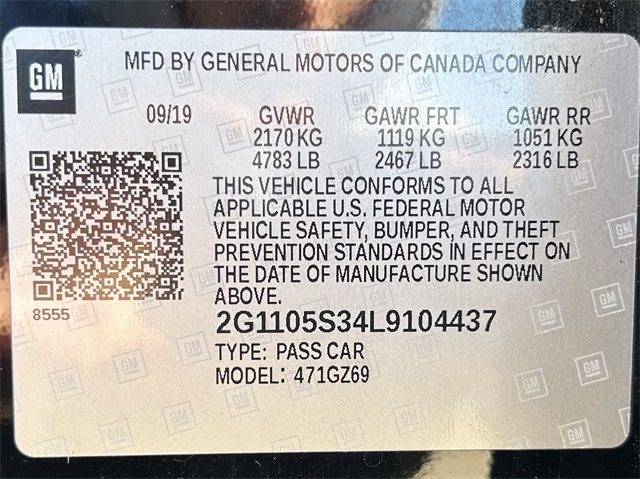 GM
MFD BY GENERAL MOTORS OF CANADA COMPANY
09/19 GVWR GAWR FRT GAWR RR
2170 KG 1119 KG 1051 KG
4783 LB 2467 LB 2316 LB
THIS VEHICLE CONFORMS TO ALL
APPLICABLE U.S. FEDERAL MOTOR
VEHICLE SAFETY, BUMPER, AND THEFT
PREVENTION STANDARDS IN EFFECT ON
THE DATE OF MANUFACTURE SHOWN
ABOVE.
8555
2G1105S34L9104437
TYPE: PASS CAR
MODEL: 471GZ69